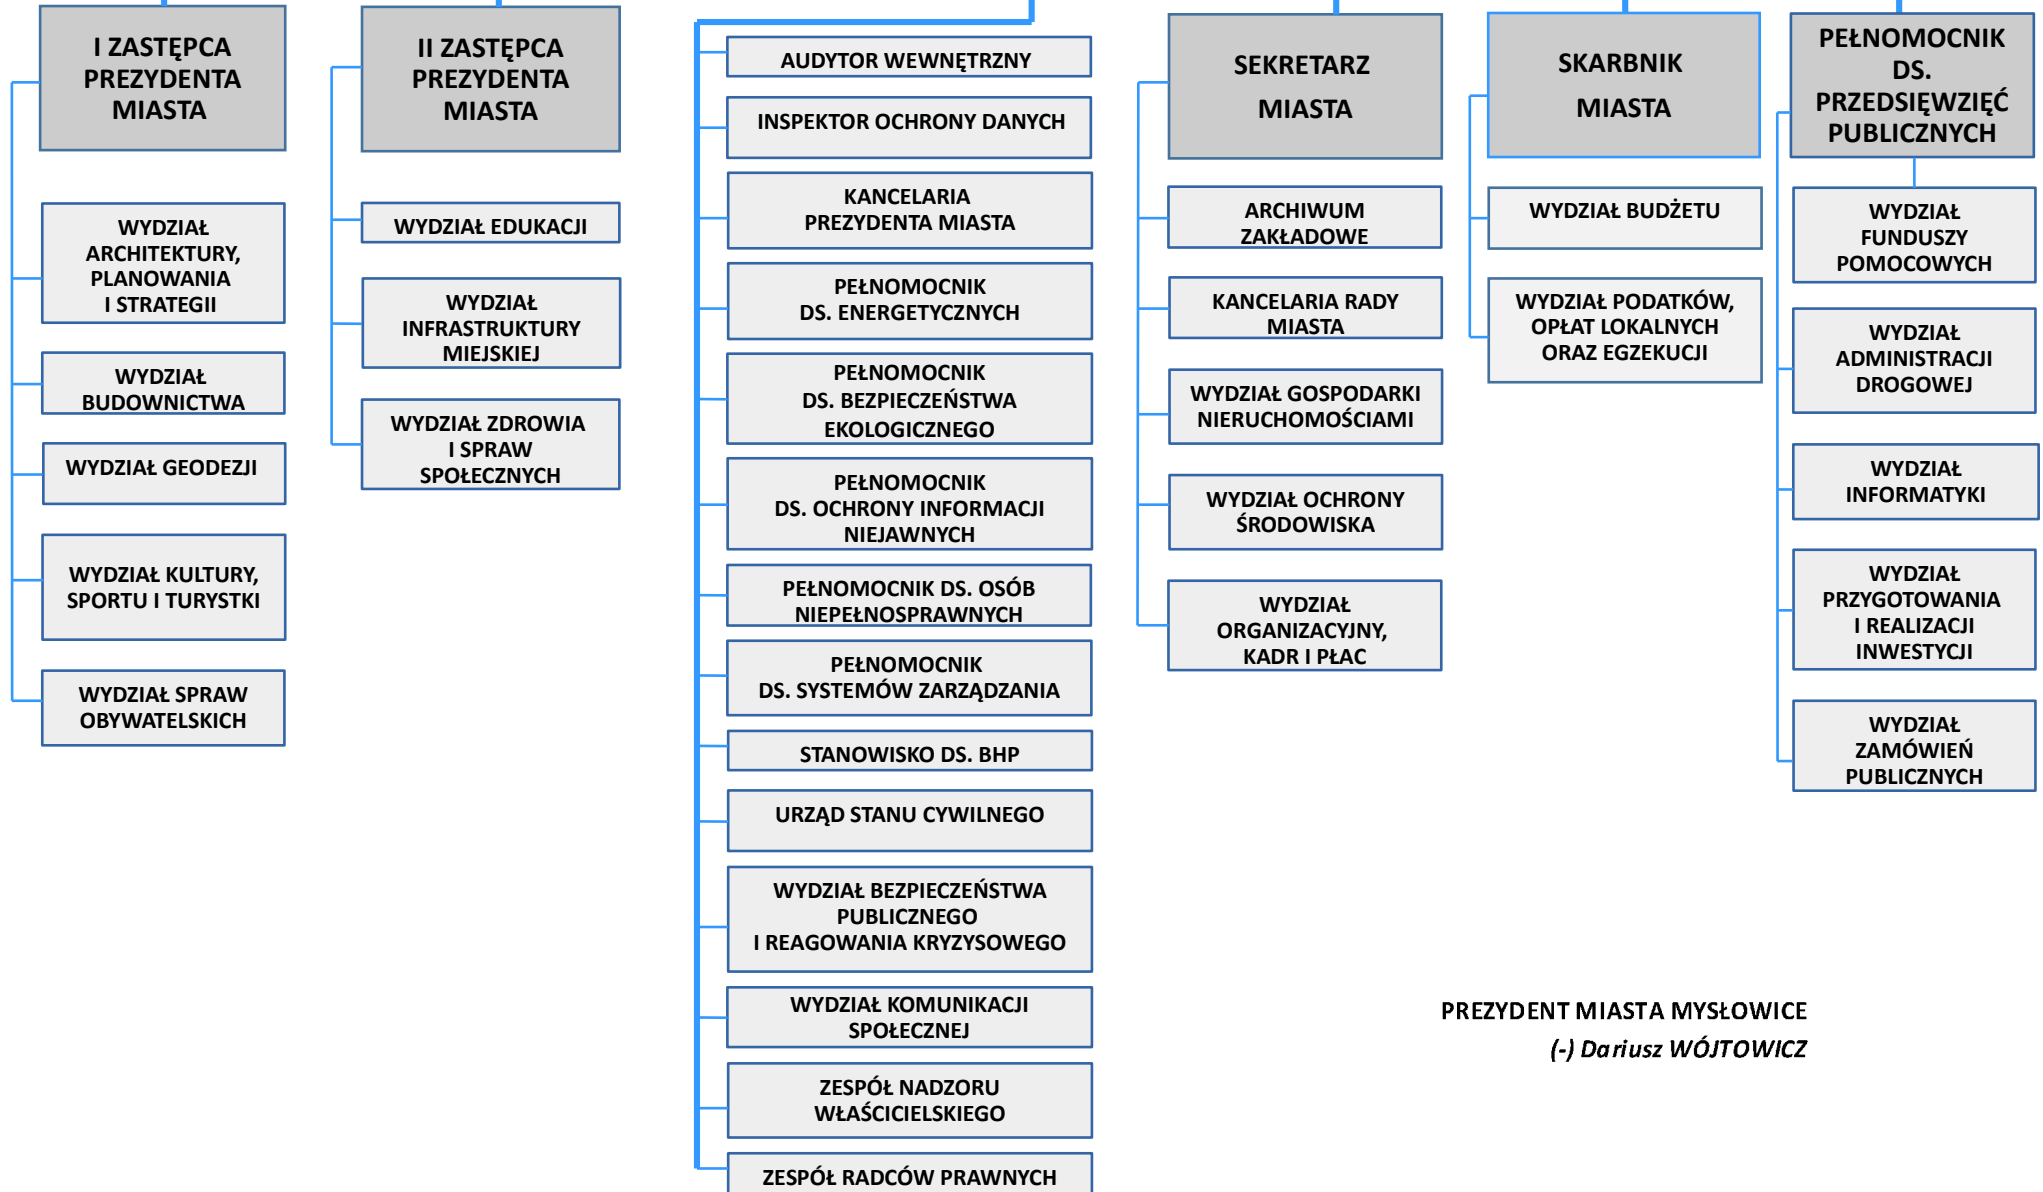 I ZASTĘPCA
PREZYDENTA
MIASTA
WYDZIAŁ
ARCHITEKTURY,
PLANOWANIA
I STRATEGII
WYDZIAŁ
BUDOWNICTWA
WYDZIAŁ GEODEZJI
WYDZIAŁ KULTURY,
SPORTU I TURYSTKI
WYDZIAŁ SPRAW
OBYWATELSKICH
II ZASTĘPCA
PREZYDENTA
MIASTA
WYDZIAŁ EDUKACJI
WYDZIAŁ
INFRASTRUKTURY
MIEJSKIEJ
WYDZIAŁ ZDROWIA
I SPRAW
SPOŁECZNYCH
AUDYTOR WEWNĘTRZNY
INSPEKTOR OCHRONY DANYCH
KANCELARIA
PREZYDENTA MIASTA
PEŁNOMOCNIK
DS. ENERGETYCZNYCH
PEŁNOMOCNIK
DS. BEZPIECZEŃSTWA
EKOLOGICZNEGO
PEŁNOMOCNIK
DS. OCHRONY INFORMACJI
NIEJAWNYCH
PEŁNOMOCNIK DS. OSÓB
NIEPEŁNOSPRAWNYCH
PEŁNOMOCNIK
DS. SYSTEMÓW ZARZĄDZANIA
STANOWISKO DS. BHP
URZĄD STANU CYWILNEGO
WYDZIAŁ BEZPIECZEŃSTWA
PUBLICZNEGO
I REAGOWANIA KRYZYSOWEGO
WYDZIAŁ KOMUNIKACJI
SPOŁECZNEJ
ZESPÓŁ NADZORU
WŁAŚCICIELSKIEGO
ZESPÓŁ RADCÓW PRAWNYCH
SEKRETARZ
MIASTA
ARCHIWUM
ZAKŁADOWE
KANCELARIA RADY
MIASTA
WYDZIAŁ GOSPODARKI
NIERUCHOMOŚCIAMI
WYDZIAŁ OCHRONY
ŚRODOWISKA
WYDZIAŁ
ORGANIZACYJNY,
KADR I PŁAC
SKARBNIK
MIASTA
WYDZIAŁ BUDŻETU
WYDZIAŁ PODATKÓW,
OPŁAT LOKALNYCH
ORAZ EGZEKUCJI
PEŁNOMOCNIK
DS.
PRZEDSIĘWZIĘĆ
PUBLICZNYCH
WYDZIAŁ
FUNDUSZY
POMOCOWYCH
WYDZIAŁ
ADMINISTRACJI
DROGOWEJ
WYDZIAŁ
INFORMATYKI
WYDZIAŁ
PRZYGOTOWANIA
I REALIZACJI
INWESTYCJI
WYDZIAŁ
ZAMÓWIEŃ
PUBLICZNYCH
PREZYDENT MIASTA MYSŁOWICE
(-) Dariusz WÓJTOWICZ